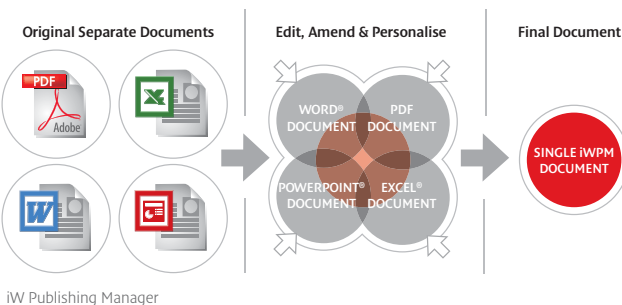 Original Separate Documents
Edit, Amend & Personalise
Final Document
PDF
Adobe
X
W
WORD®
DOCUMENT
PDF
DOCUMENT
POWERPOINT®
DOCUMENT
EXCEL®
DOCUMENT
SINGLE iWPM
DOCUMENT
iW Publishing Manager